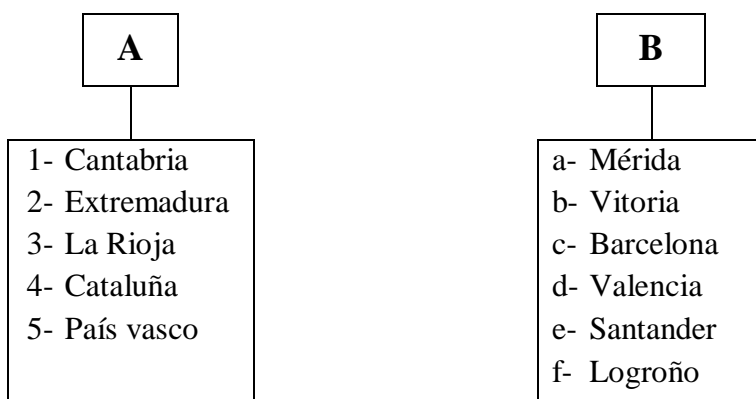 A
1- Cantabria
2- Extremadura
3- La Rioja
4- Cataluña
5- País vasco
B
a- Mérida
b- Vitoria
c- Barcelona
d- Valencia
e- Santander
f- Logroño